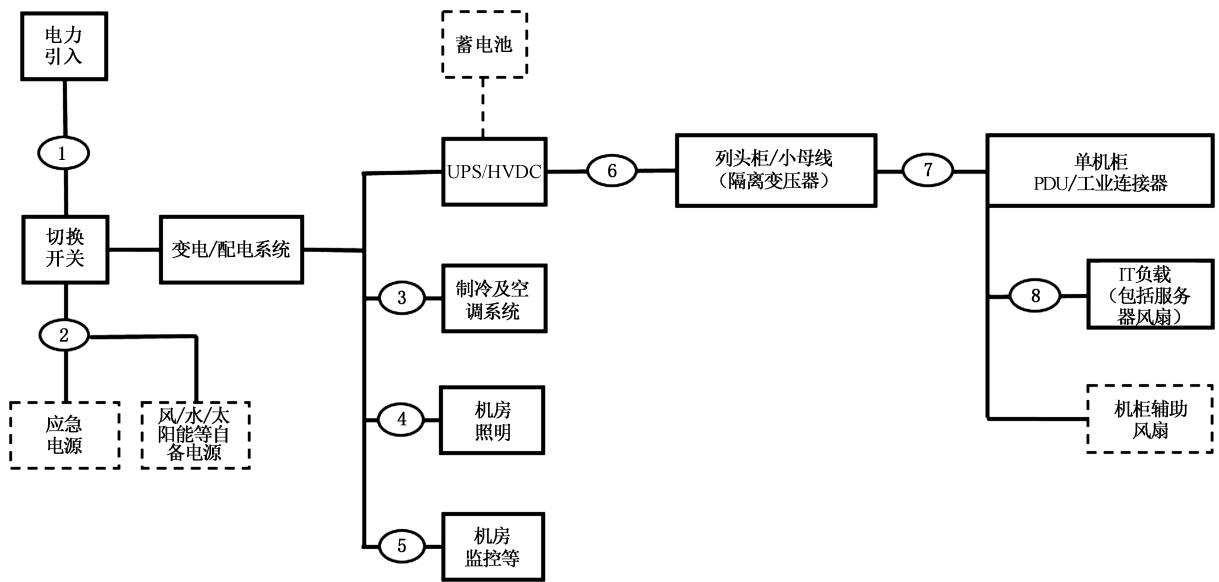 电力
引入
1
切换
开关
2
应急
电源
风/水/太
阳能等自
备电源
变电/配电系统
蓄电池
UPS/HVDC
3
制冷及空
调系统
4
机房
照明
5
机房
监控等
6
列头柜/小母线
(隔离变压器)
7
单机柜
PDU/工业连接器
8
IT负载
(包括服务
器风扇)
机柜辅助
风扇